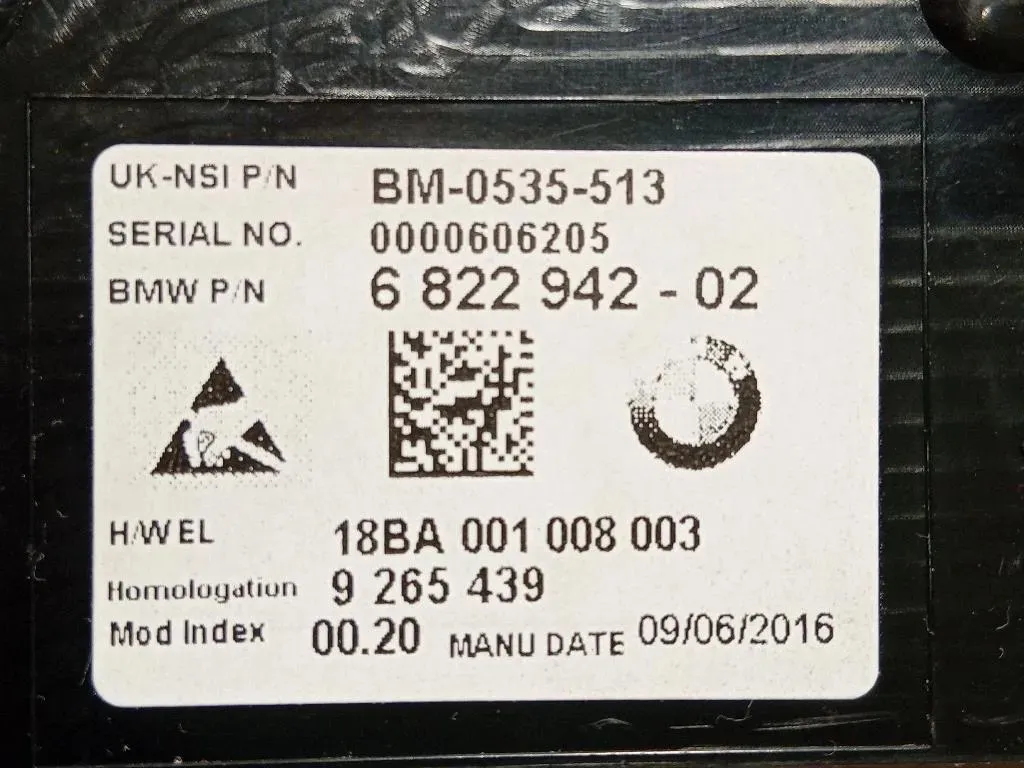 UK-NSI P/N BM-0535-513
SERIAL NO. 0000606205
BMW P/N 6 822 942 - 02
H/W EL 18BA 001 008 003
Homologation 9 265 439
Mod Index 00.20 MANU DATE 09/06/2016